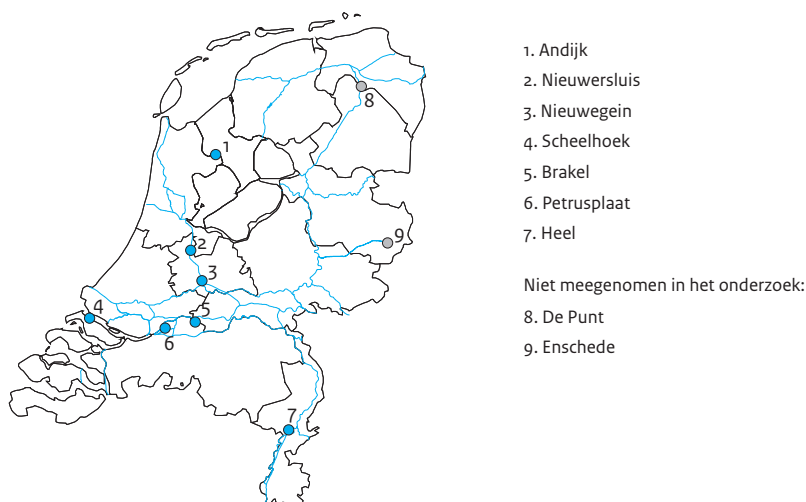 1. Andijk
2. Nieuwersluis
3. Nieuwegein
4. Scheelhoek
5. Brakel
6. Petrusplaat
7. Heel
Niet meegenomen in het onderzoek:
8. De Punt
9. Enschede
8
1
9
2
3
4
5
6
7